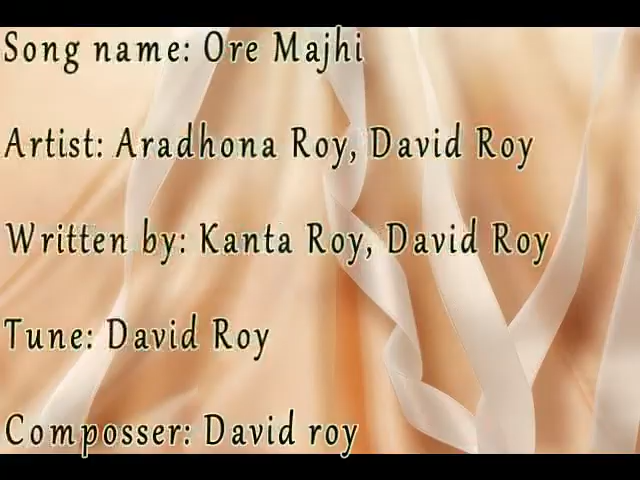 Song name: Ore Majhi
Artist: Aradhona Roy, David Roy
Written by: Kanta Roy, David Roy
Tune: David Roy
Composser: David roy